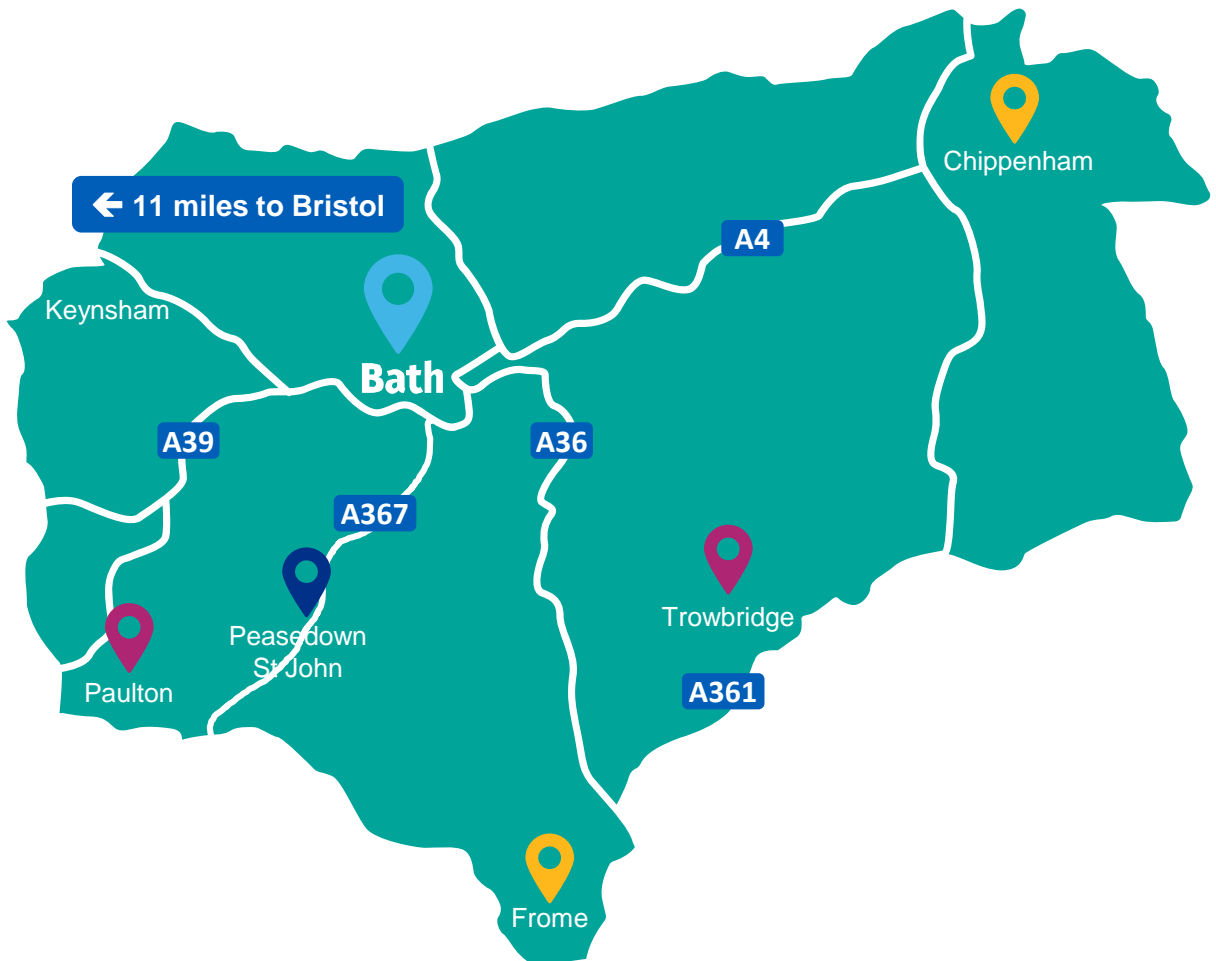 Chippenham
← 11 miles to Bristol
A4
Keynsham
Bath
A39
A36
A367
Trowbridge
Peasedown
St John
Paulton
A361
Frome